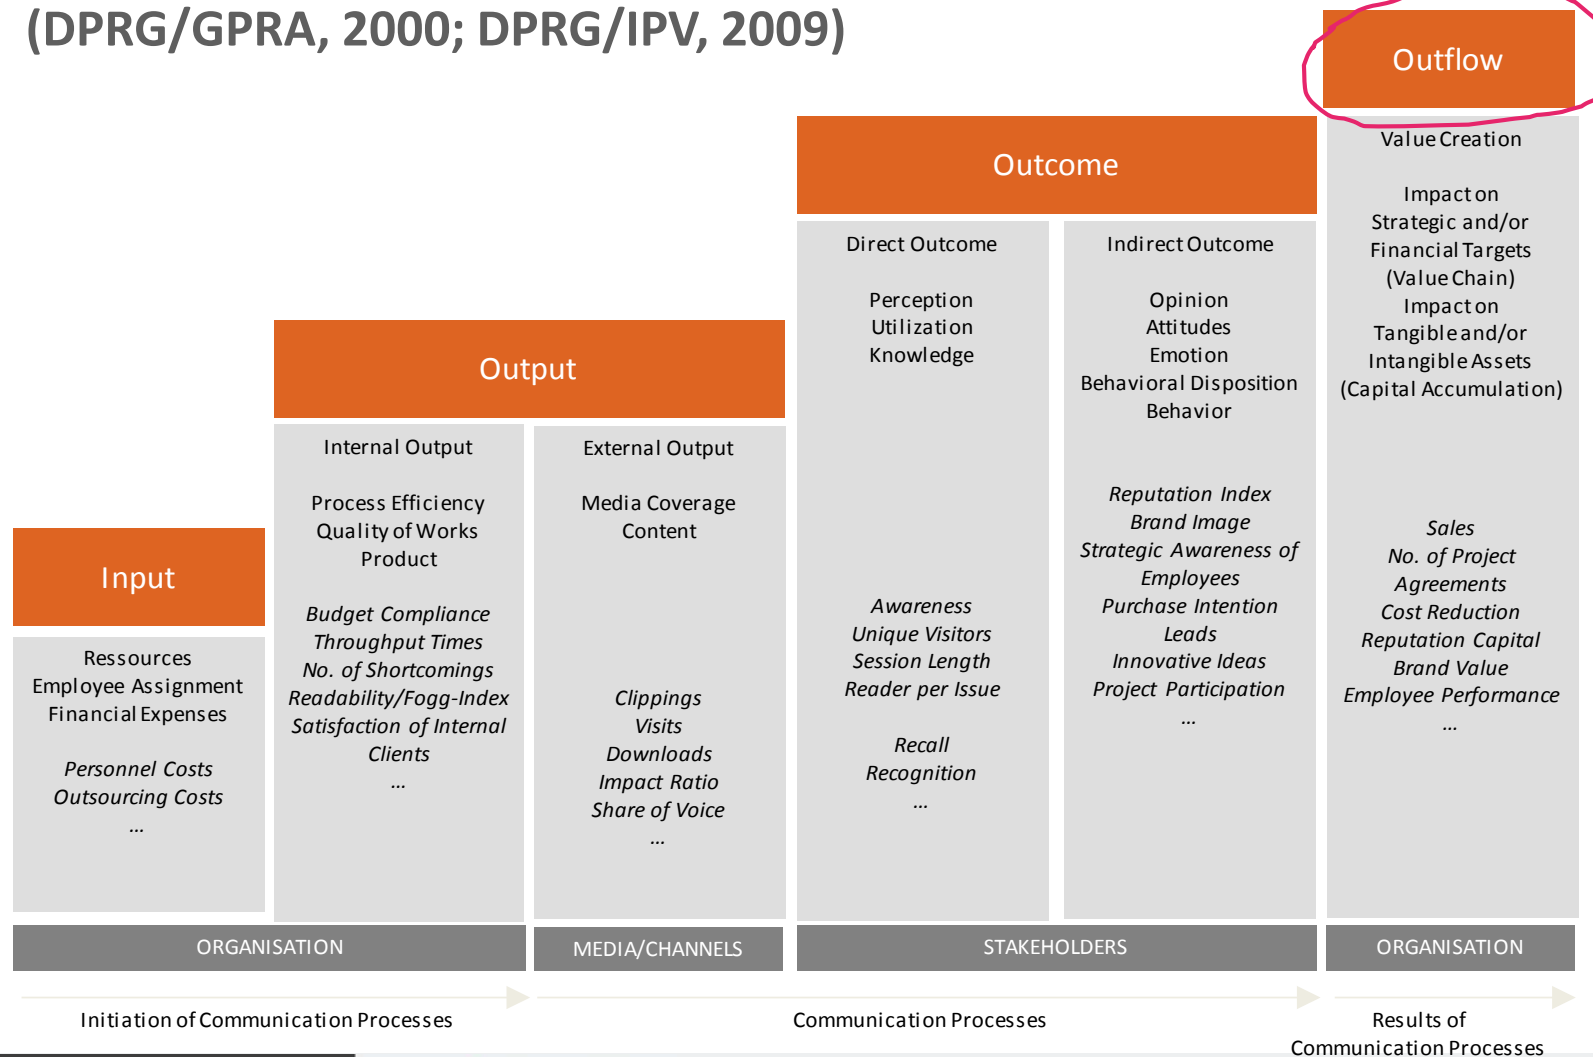 (DPRG/GPRA, 2000; DPRG/IPV, 2009)
Input
Ressources
Employee Assignment
Financial Expenses
Personnel Costs
Outsourcing Costs
...
Output
Internal Output
Process Efficiency
Quality of Works
Product
Budget Compliance
Throughput Times
No. of Shortcomings
Readability/Fogg-Index
Satisfaction of Internal
Clients
...
External Output
Media Coverage
Content
Clippings
Visits
Downloads
Impact Ratio
Share of Voice
...
Outcome
Direct Outcome
Perception
Utilization
Knowledge
Awareness
Unique Visitors
Session Length
Reader per Issue
Recall
Recognition
...
Indirect Outcome
Opinion
Attitudes
Emotion
Behavioral Disposition
Behavior
Reputation Index
Brand Image
Strategic Awareness of
Employees
Purchase Intention
Leads
Innovative Ideas
Project Participation
...
Outflow
Value Creation
Impact on
Strategic and/or
Financial Targets
(Value Chain)
Impact on
Tangible and/or
Intangible Assets
(Capital Accumulation)
Sales
No. of Project
Agreements
Cost Reduction
Reputation Capital
Brand Value
Employee Performance
...
ORGANISATION
MEDIA/CHANNELS
STAKEHOLDERS
ORGANISATION
Initiation of Communication Processes
Communication Processes
Results of
Communication Processes